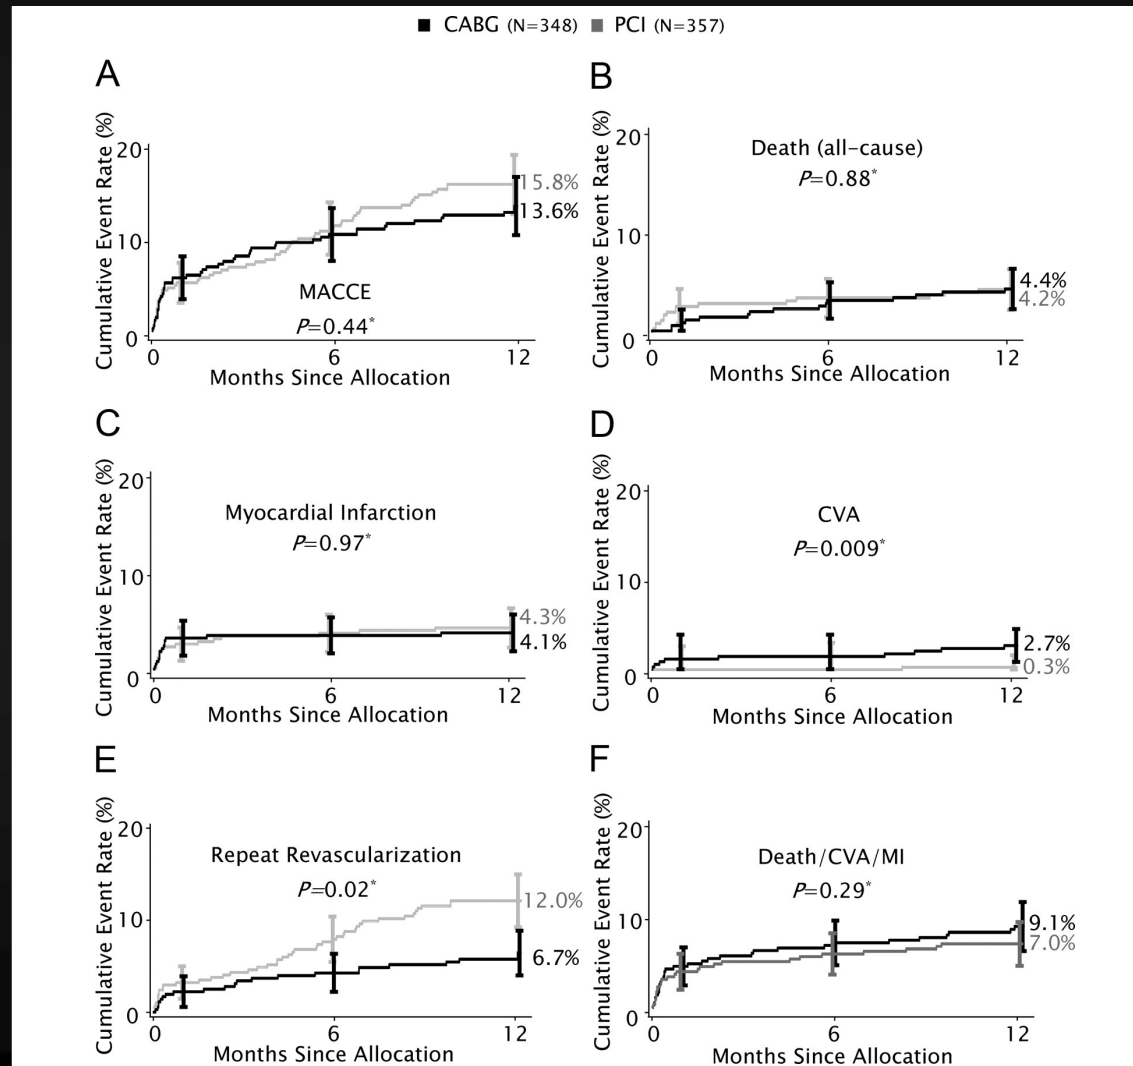 ■ CABG (N=348) ■ PCI (N=357)
A
Cumulative Event Rate (%)
20
10
0
15.8%
13.6%
MACCE
P=0.44*
0 6 12
Months Since Allocation
B
Cumulative Event Rate (%)
20
10
0
Death (all-cause)
P=0.88*
4.4%
4.2%
0 6 12
Months Since Allocation
C
Cumulative Event Rate (%)
20
10
0
Myocardial Infarction
P=0.97*
4.3%
4.1%
0 6 12
Months Since Allocation
D
Cumulative Event Rate (%)
20
10
0
CVA
P=0.009*
2.7%
0.3%
0 6 12
Months Since Allocation
E
Cumulative Event Rate (%)
20
10
0
Repeat Revascularization
P=0.02*
12.0%
6.7%
0 6 12
Months Since Allocation
F
Cumulative Event Rate (%)
20
10
0
Death/CVA/MI
P=0.29*
9.1%
7.0%
0 6 12
Months Since Allocation